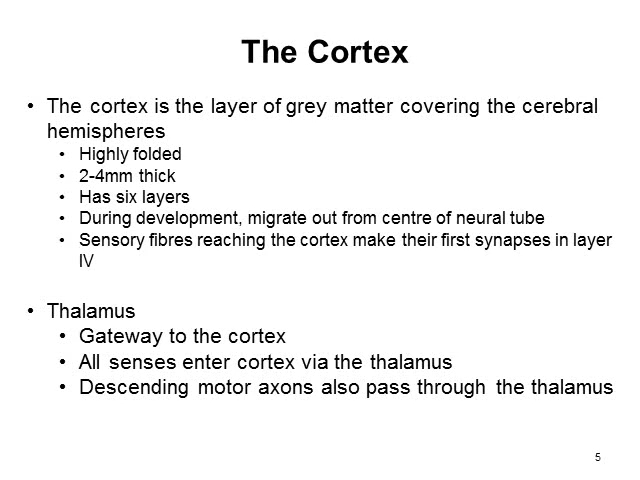 The Cortex
• The cortex is the layer of grey matter covering the cerebral
hemispheres
• Highly folded
• 2-4mm thick
• Has six layers
• During development, migrate out from centre of neural tube
• Sensory fibres reaching the cortex make their first synapses in layer
IV
• Thalamus
• Gateway to the cortex
• All senses enter cortex via the thalamus
• Descending motor axons also pass through the thalamus
5